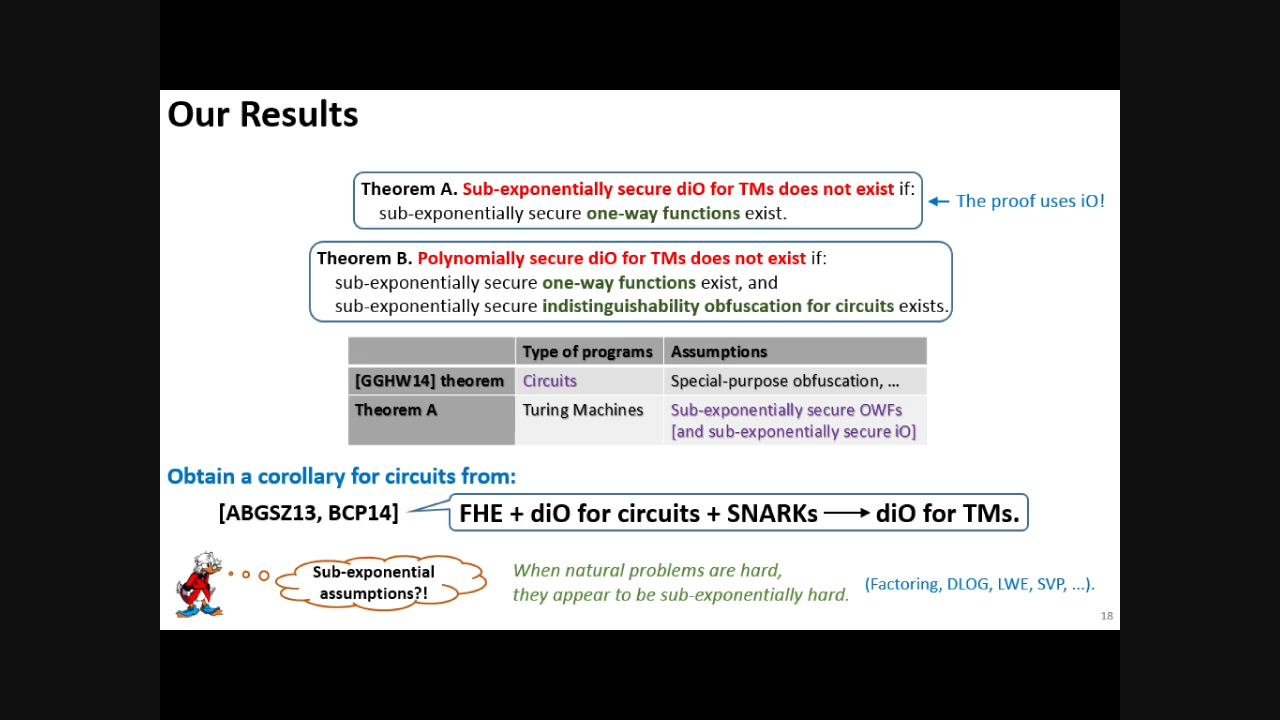 Our Results
Theorem A. Sub-exponentially secure diO for TMs does not exist if:
sub-exponentially secure one-way functions exist.
The proof uses iO!
Theorem B. Polynomially secure diO for TMs does not exist if:
sub-exponentially secure one-way functions exist, and
sub-exponentially secure indistinguishability obfuscation for circuits exists.
Type of programs Assumptions
[GGHW14] theorem Circuits Special-purpose obfuscation, ...
Theorem A Turing Machines Sub-exponentially secure OWFs
[and sub-exponentially secure iO]
Obtain a corollary for circuits from:
[ABGSZ13, BCP14] FHE + diO for circuits + SNARKs ⟶ diO for TMs.
Sub-exponential
assumptions?!
When natural problems are hard,
they appear to be sub-exponentially hard.
(Factoring, DLOG, LWE, SVP, ...).
18